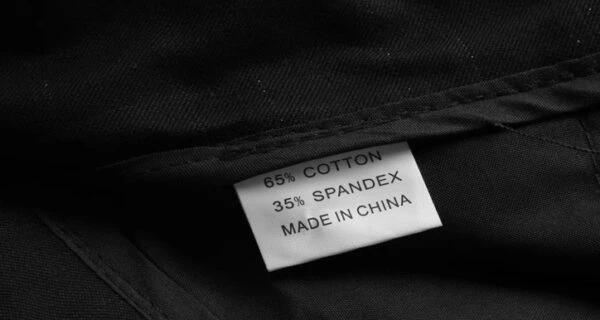 65% COTTON
35% SPANDEX
MADE IN CHINA